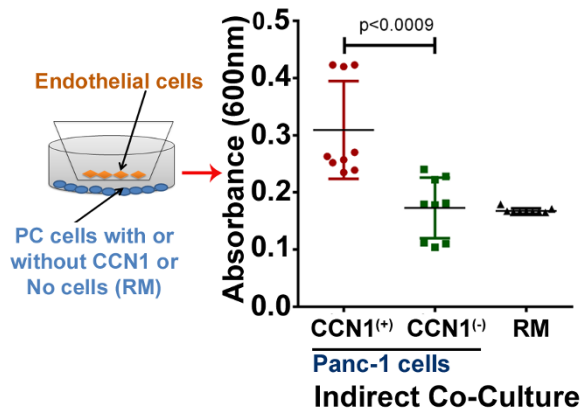 Endothelial cells
PC cells with or
without CCN1 or
No cells (RM)
Absorbance (600nm)
0.5
0.4
0.3
0.2
0.1
0.0
p<0.0009
CCN1(+)
CCN1(-)
RM
Panc-1 cells
Indirect Co-Culture